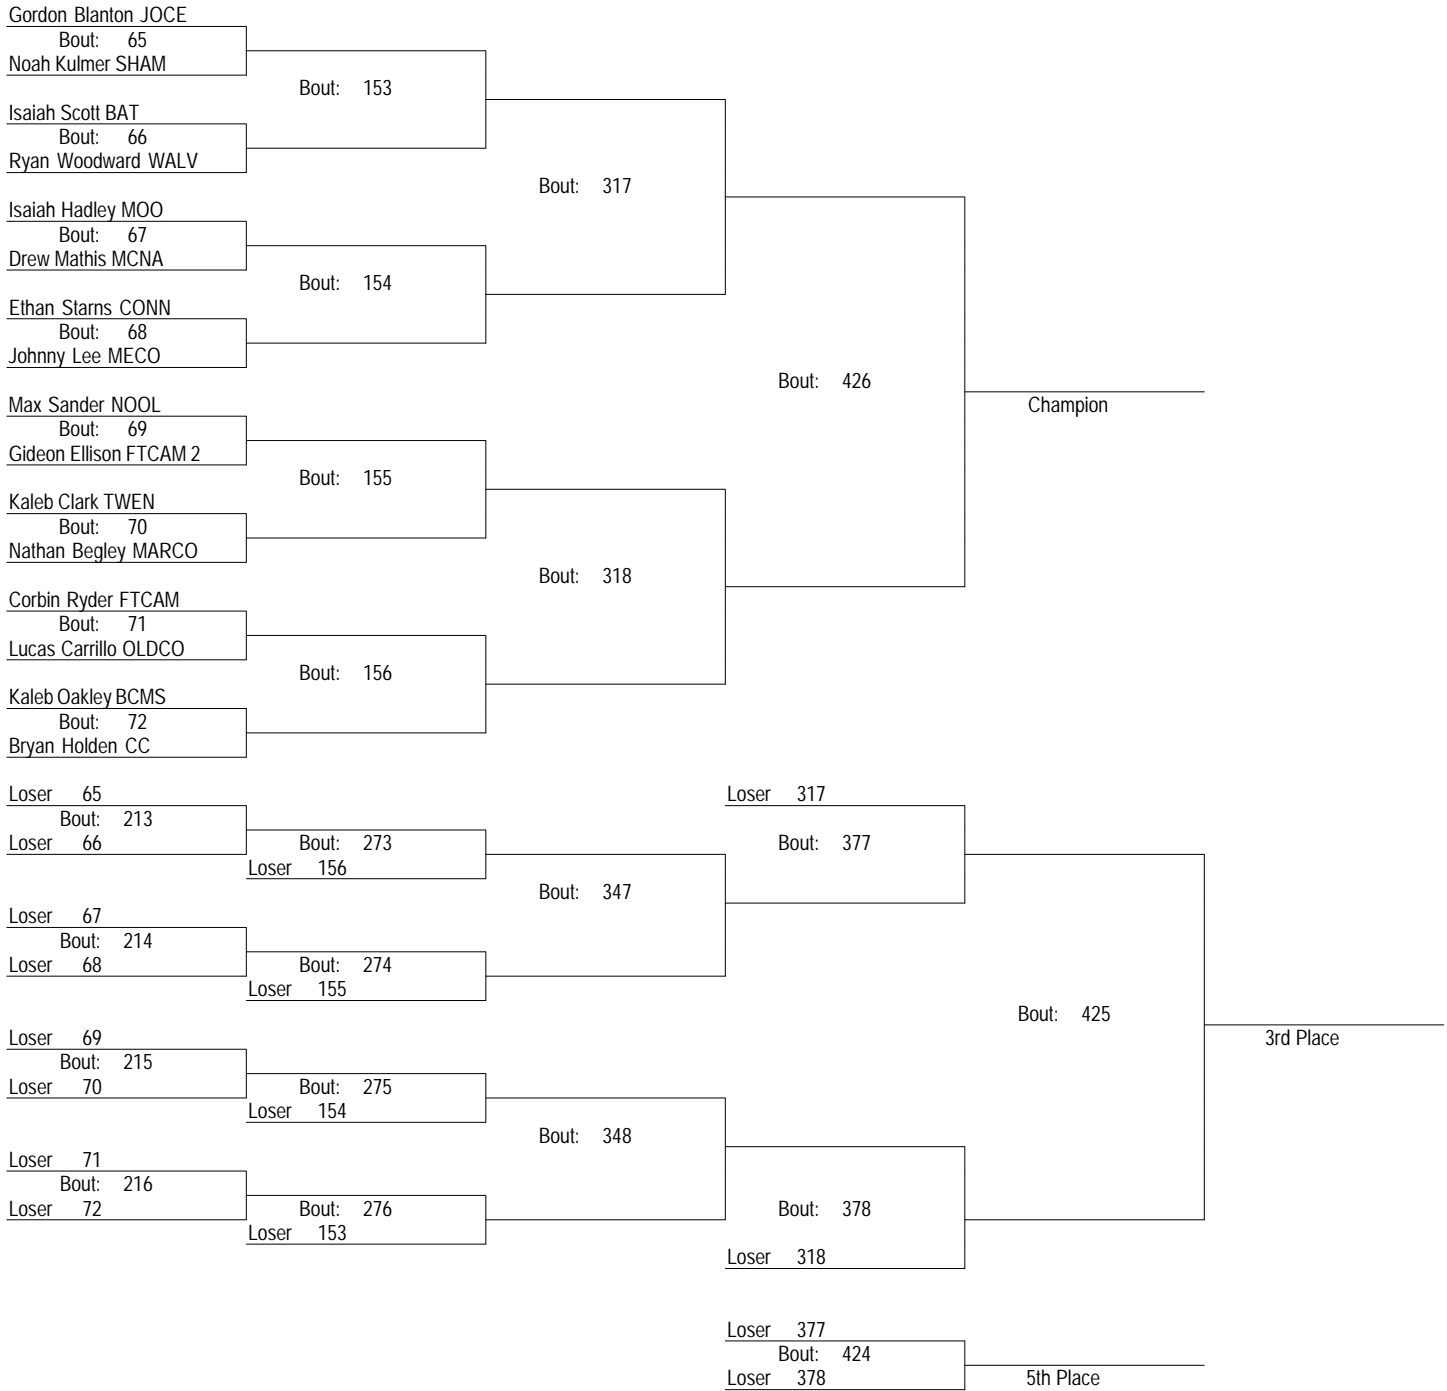 Gordon Blanton JOCE
Bout: 65
Noah Kulmer SHAM
Bout: 153
Isaiah Scott BAT
Bout: 66
Ryan Woodward WALV
Bout: 317
Isaiah Hadley MOO
Bout: 67
Drew Mathis MCNA
Bout: 154
Ethan Starns CONN
Bout: 68
Johnny Lee MECO
Bout: 426
Champion
Max Sander NOOL
Bout: 69
Gideon Ellison FTCAM 2
Bout: 155
Kaleb Clark TWEN
Bout: 70
Nathan Begley MARCO
Bout: 318
Corbin Ryder FTCAM
Bout: 71
Lucas Carrillo OLDCO
Bout: 156
Kaleb Oakley BCMS
Bout: 72
Bryan Holden CC
Loser 65
Bout: 213
Loser 66
Bout: 273
Loser 156
Loser 317
Bout: 377
Bout: 347
Loser 67
Bout: 214
Loser 68
Bout: 274
Loser 155
Bout: 425
3rd Place
Loser 69
Bout: 215
Loser 70
Bout: 275
Loser 154
Bout: 348
Loser 71
Bout: 216
Loser 72
Bout: 276
Loser 153
Bout: 378
Loser 318
Loser 377
Bout: 424
Loser 378
5th Place